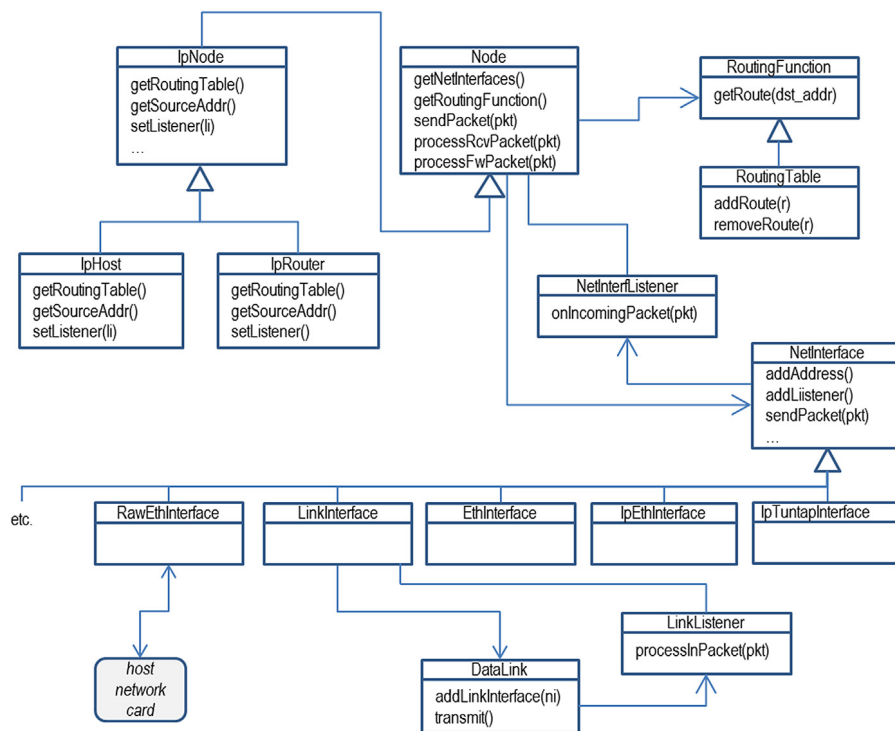 IpNode
getRoutingTable()
getSourceAddr()
setListener(li)
...
Node
getNetInterfaces()
getRoutingFunction()
sendPacket(pkt)
processRcvPacket(pkt)
processFwPacket(pkt)
RoutingFunction
getRoute(dst_addr)
RoutingTable
addRoute(r)
removeRoute(r)
IpHost
getRoutingTable()
getSourceAddr()
setListener(li)
IpRouter
getRoutingTable()
getSourceAddr()
setListener()
NetInterfListener
onIncomingPacket(pkt)
NetInterface
addAddress()
addLiistener()
sendPacket(pkt)
...
etc.
RawEthInterface
LinkInterface
EthInterface
IpEthInterface
IpTuntapInterface
host
network
card
DataLink
addLinkInterface(ni)
transmit()
LinkListener
processInPacket(pkt)